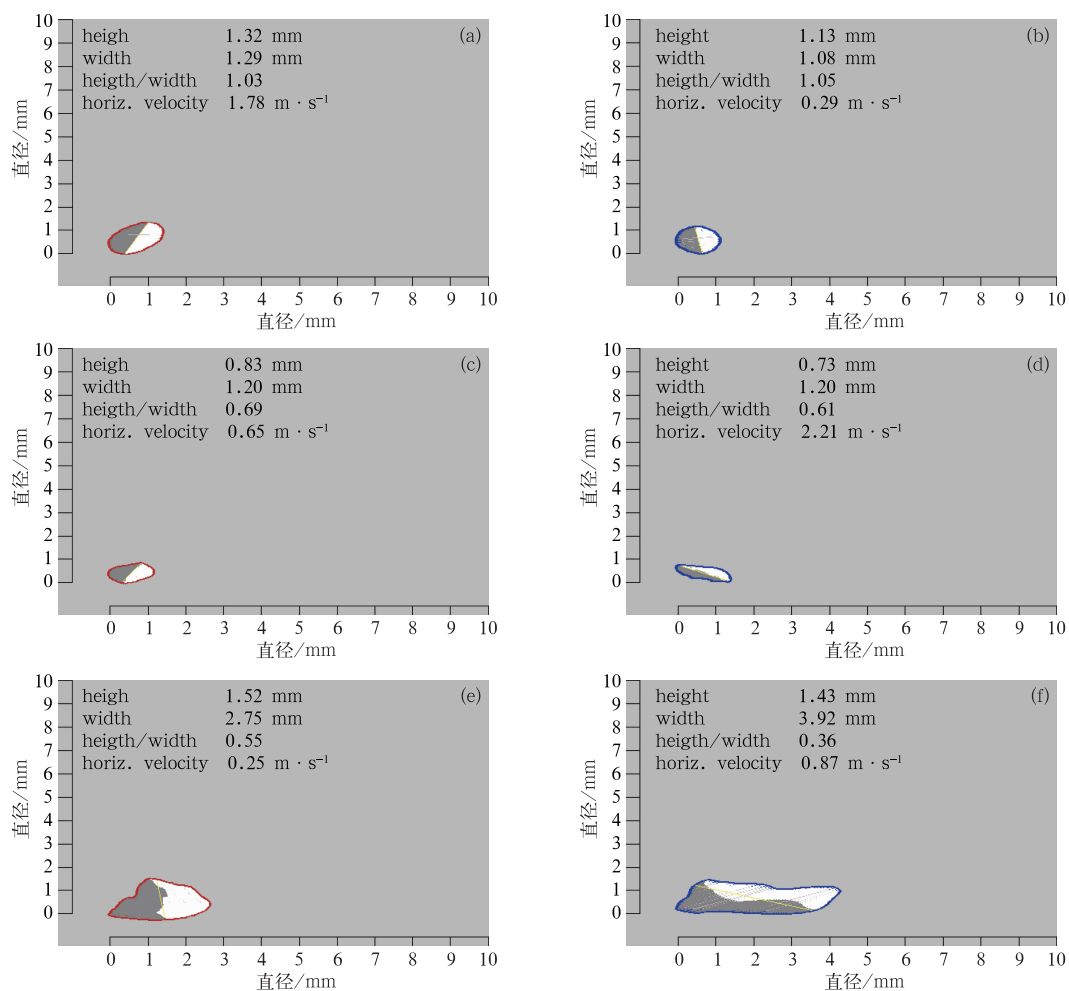 10
9
8
7
6
5
4
3
2
1
0
直径/mm
heigh 1.32 mm
(a)
width 1.29 mm
heigth/width 1.03
horiz. velocity 1.78 m · s⁻¹
0 1 2 3 4 5 6 7 8 9 10
直径/mm
10
9
8
7
6
5
4
3
2
1
0
直径/mm
height 1.13 mm
(b)
width 1.08 mm
heigth/width 1.05
horiz. velocity 0.29 m · s⁻¹
0 1 2 3 4 5 6 7 8 9 10
直径/mm
10
9
8
7
6
5
4
3
2
1
0
直径/mm
heigh 0.83 mm
(c)
width 1.20 mm
heigth/width 0.69
horiz. velocity 0.65 m · s⁻¹
0 1 2 3 4 5 6 7 8 9 10
直径/mm
10
9
8
7
6
5
4
3
2
1
0
直径/mm
height 0.73 mm
(d)
width 1.20 mm
heigth/width 0.61
horiz. velocity 2.21 m · s⁻¹
0 1 2 3 4 5 6 7 8 9 10
直径/mm
10
9
8
7
6
5
4
3
2
1
0
直径/mm
heigh 1.52 mm
(e)
width 2.75 mm
heigth/width 0.55
horiz. velocity 0.25 m · s⁻¹
0 1 2 3 4 5 6 7 8 9 10
直径/mm
10
9
8
7
6
5
4
3
2
1
0
直径/mm
height 1.43 mm
(f)
width 3.92 mm
heigth/width 0.36
horiz. velocity 0.87 m · s⁻¹
0 1 2 3 4 5 6 7 8 9 10
直径/mm